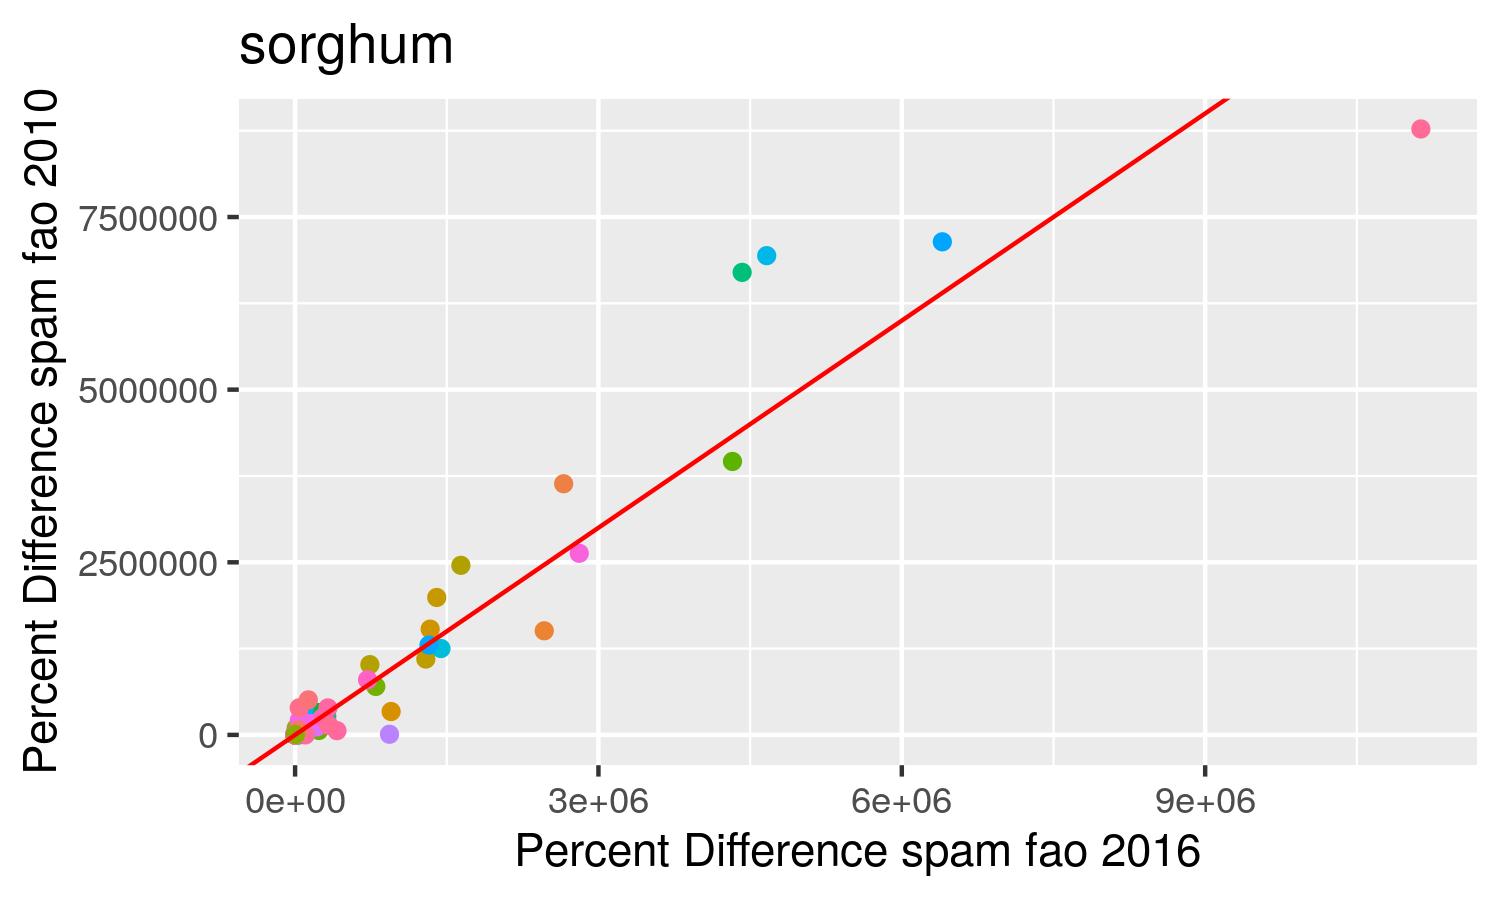 sorghum
Percent Difference spam fao 2010
7500000
5000000
2500000
0
0e+00 3e+06 6e+06 9e+06
Percent Difference spam fao 2016